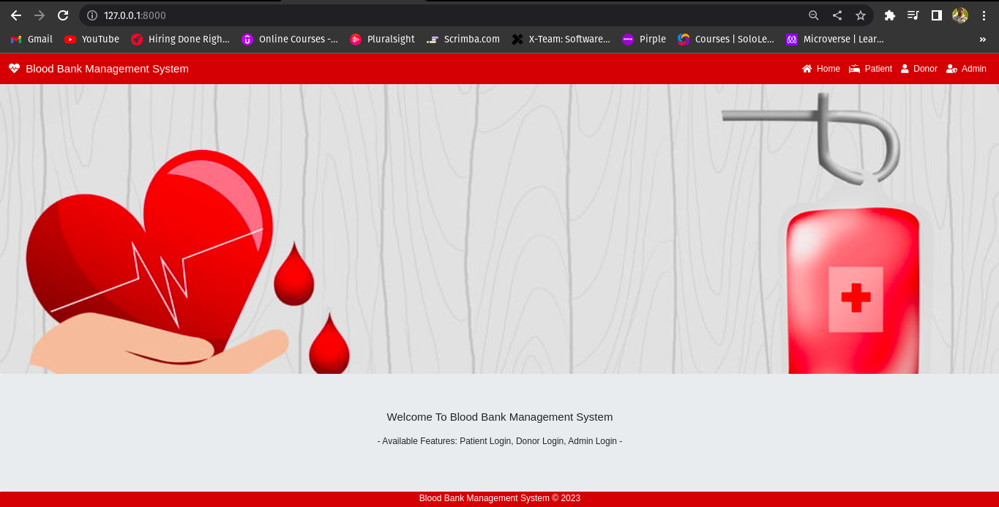 127.0.0.1:8000
Gmail YouTube Hiring Done Righ... Online Courses -... Pluralsight Scrimba.com X-Team: Software... Pirple Courses | SoloLe... Microverse | Lear... »
Blood Bank Management System Home Patient Donor Admin
Welcome To Blood Bank Management System
- Available Features: Patient Login, Donor Login, Admin Login -
Blood Bank Management System © 2023